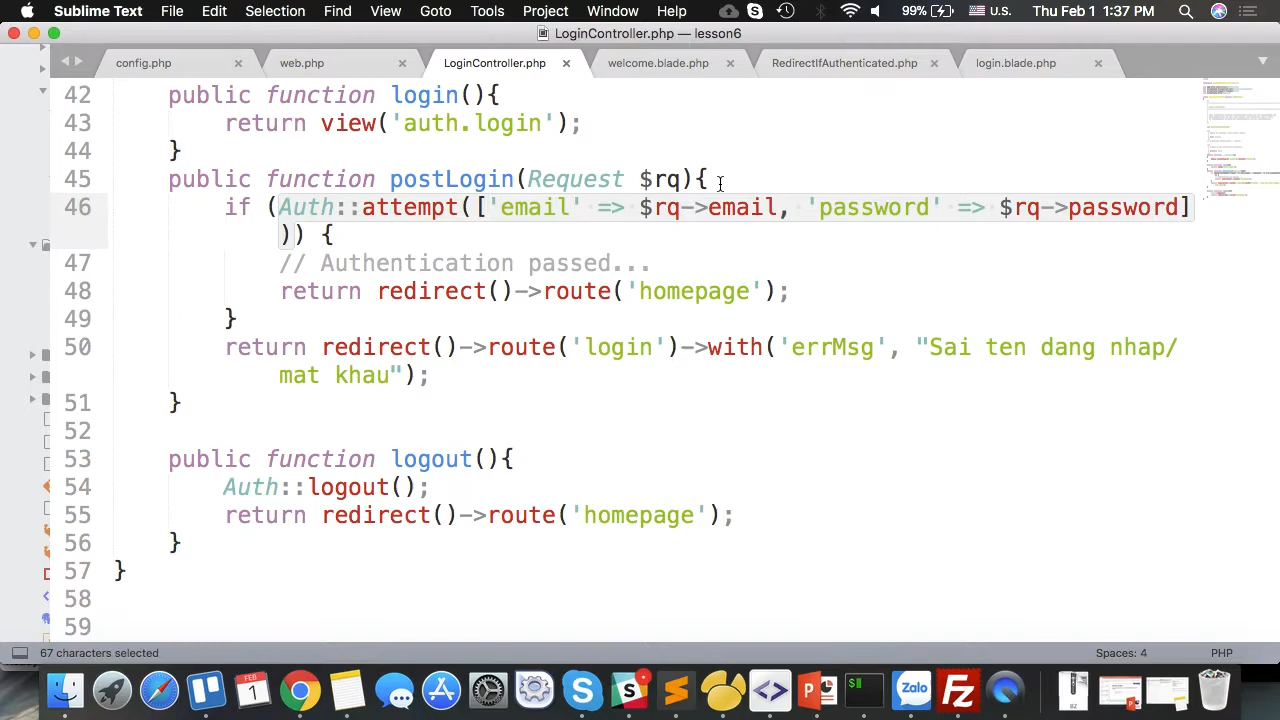 Sublime Text File Edit Selection Find View Goto Tools Project Window Help 99% U.S. Thu Feb 1 1:37 PM
LoginController.php — lesson6
config.php web.php LoginController.php welcome.blade.php RedirectIfAuthenticated.php login.blade.php
42 public function login(){
43 return view('auth.login');
44 }
45 public function postLogin(Request $rq){
46 if (Auth::attempt(['email' => $rq->email, 'password' => $rq->password]
)) {
47 // Authentication passed...
48 return redirect()->route('homepage');
49 }
50 return redirect()->route('login')->with('errMsg', "Sai ten dang nhap/
mat khau");
51 }
52
53 public function logout(){
54 Auth::logout();
55 return redirect()->route('homepage');
56 }
57 }
58
59
67 characters selected Spaces: 4 PHP
FEB
1
Zalo
Fz